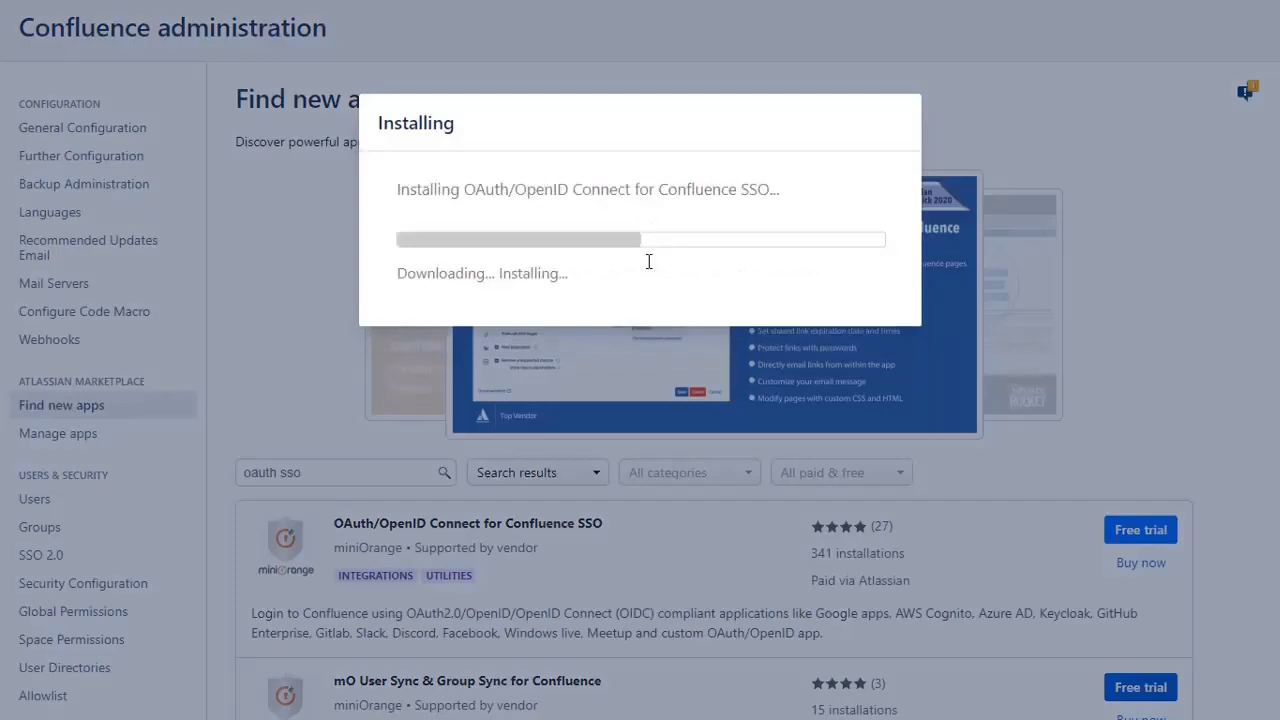 Confluence administration
CONFIGURATION
General Configuration
Further Configuration
Backup Administration
Languages
Recommended Updates
Email
Mail Servers
Configure Code Macro
Webhooks
ATLASSIAN MARKETPLACE
Find new apps
Manage apps
USERS & SECURITY
Users
Groups
SSO 2.0
Security Configuration
Global Permissions
Space Permissions
User Directories
Allowlist
Find new a
Discover powerful ap
Installing
Installing OAuth/OpenID Connect for Confluence SSO...
Downloading... Installing...
2020
uence
uence pages
Set shared link expiration date and times
Protect links with passwords
Directly email links from within the app
Customize your email message
Modify pages with custom CSS and HTML
Top Vendor
oauth sso
Search results
All categories
All paid & free
OAuth/OpenID Connect for Confluence SSO
miniOrange • Supported by vendor
INTEGRATIONS UTILITIES
miniOrange
(27)
341 installations
Paid via Atlassian
Free trial
Buy now
Login to Confluence using OAuth2.0/OpenID/OpenID Connect (OIDC) compliant applications like Google apps, AWS Cognito, Azure AD, Keycloak, GitHub
Enterprise, Gitlab, Slack, Discord, Facebook, Windows live, Meetup and custom OAuth/OpenID app.
mO User Sync & Group Sync for Confluence
miniOrange • Supported by vendor
(3)
15 installations
Free trial
Buy now